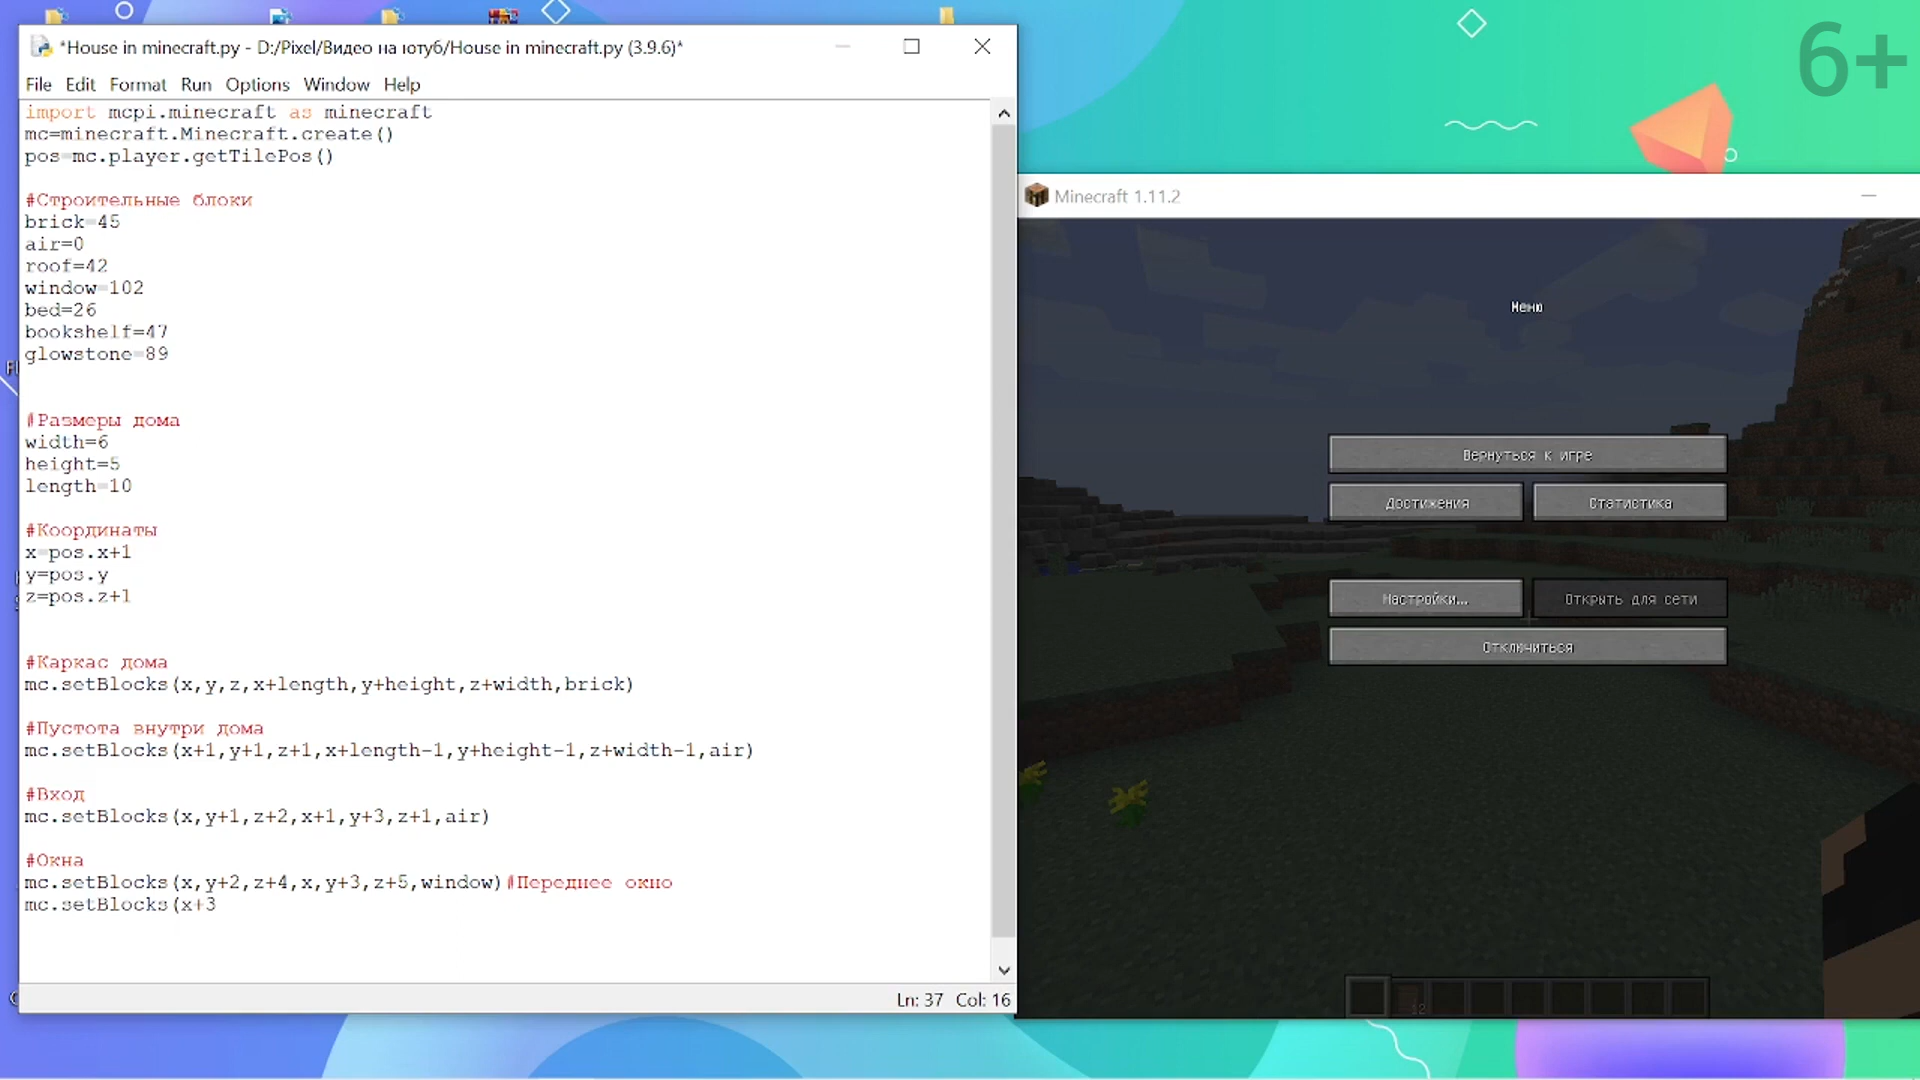 6+
*House in minecraft.py - D:/Pixel/Видео на ютуб/House in minecraft.py (3.9.6)*
File Edit Format Run Options Window Help
import mcpi.minecraft as minecraft
mc=minecraft.Minecraft.create()
pos=mc.player.getTilePos()
#Строительные блоки
brick=45
air=0
roof=42
window=102
bed=26
bookshelf=47
glowstone=89
#Размеры дома
width=6
height=5
length=10
#Координаты
x=pos.x+1
y=pos.y
z=pos.z+1
#Каркас дома
mc.setBlocks(x,y,z,x+length,y+height,z+width,brick)
#Пустота внутри дома
mc.setBlocks(x+1,y+1,z+1,x+length-1,y+height-1,z+width-1,air)
#Вход
mc.setBlocks(x,y+1,z+2,x+1,y+3,z+1,air)
#Окна
mc.setBlocks(x,y+2,z+4,x,y+3,z+5,window)#Переднее окно
mc.setBlocks(x+3
Ln: 37 Col: 16
Minecraft 1.11.2
Меню
Вернуться к игре
Достижения Статистика
Настройки... Открыть для сети
Отключиться
12